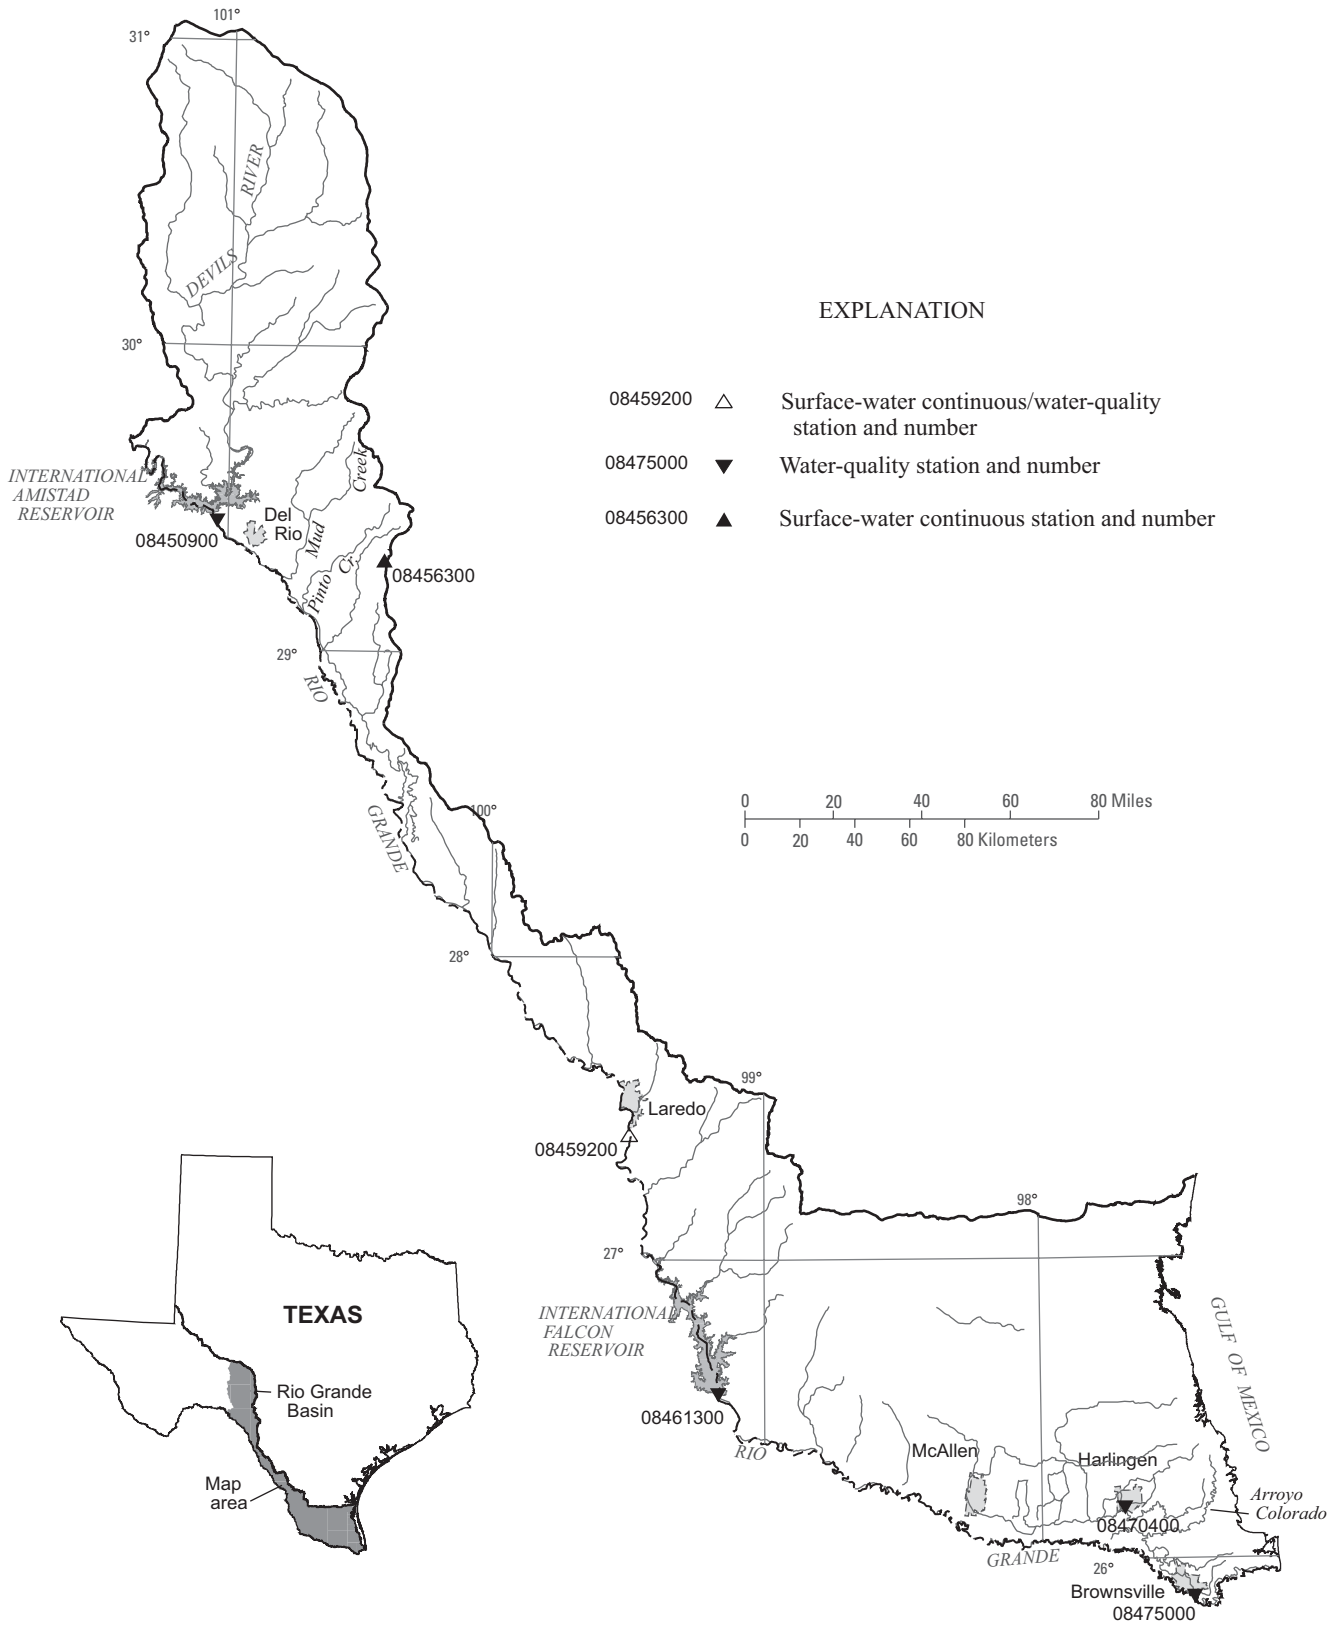 101°
31°
RIVER
DEVILS
30°
EXPLANATION
08459200 Surface-water continuous/water-quality
station and number
08475000 Water-quality station and number
08456300 Surface-water continuous station and number
INTERNATIONAL
AMISTAD
RESERVOIR
Creek
Mud
Del
Rio
08450900
Pinto Cr.
08456300
29°
RIO
GRANDE
100°
0 20 40 60 80 Miles
0 20 40 60 80 Kilometers
28°
99°
Laredo
08459200
98°
27°
INTERNATIONAL
FALCON
RESERVOIR
08461300
RIO
GULF OF MEXICO
McAllen
Harlingen
Arroyo
Colorado
08470400
GRANDE
26°
Brownsville
08475000
TEXAS
Rio Grande
Basin
Map
area